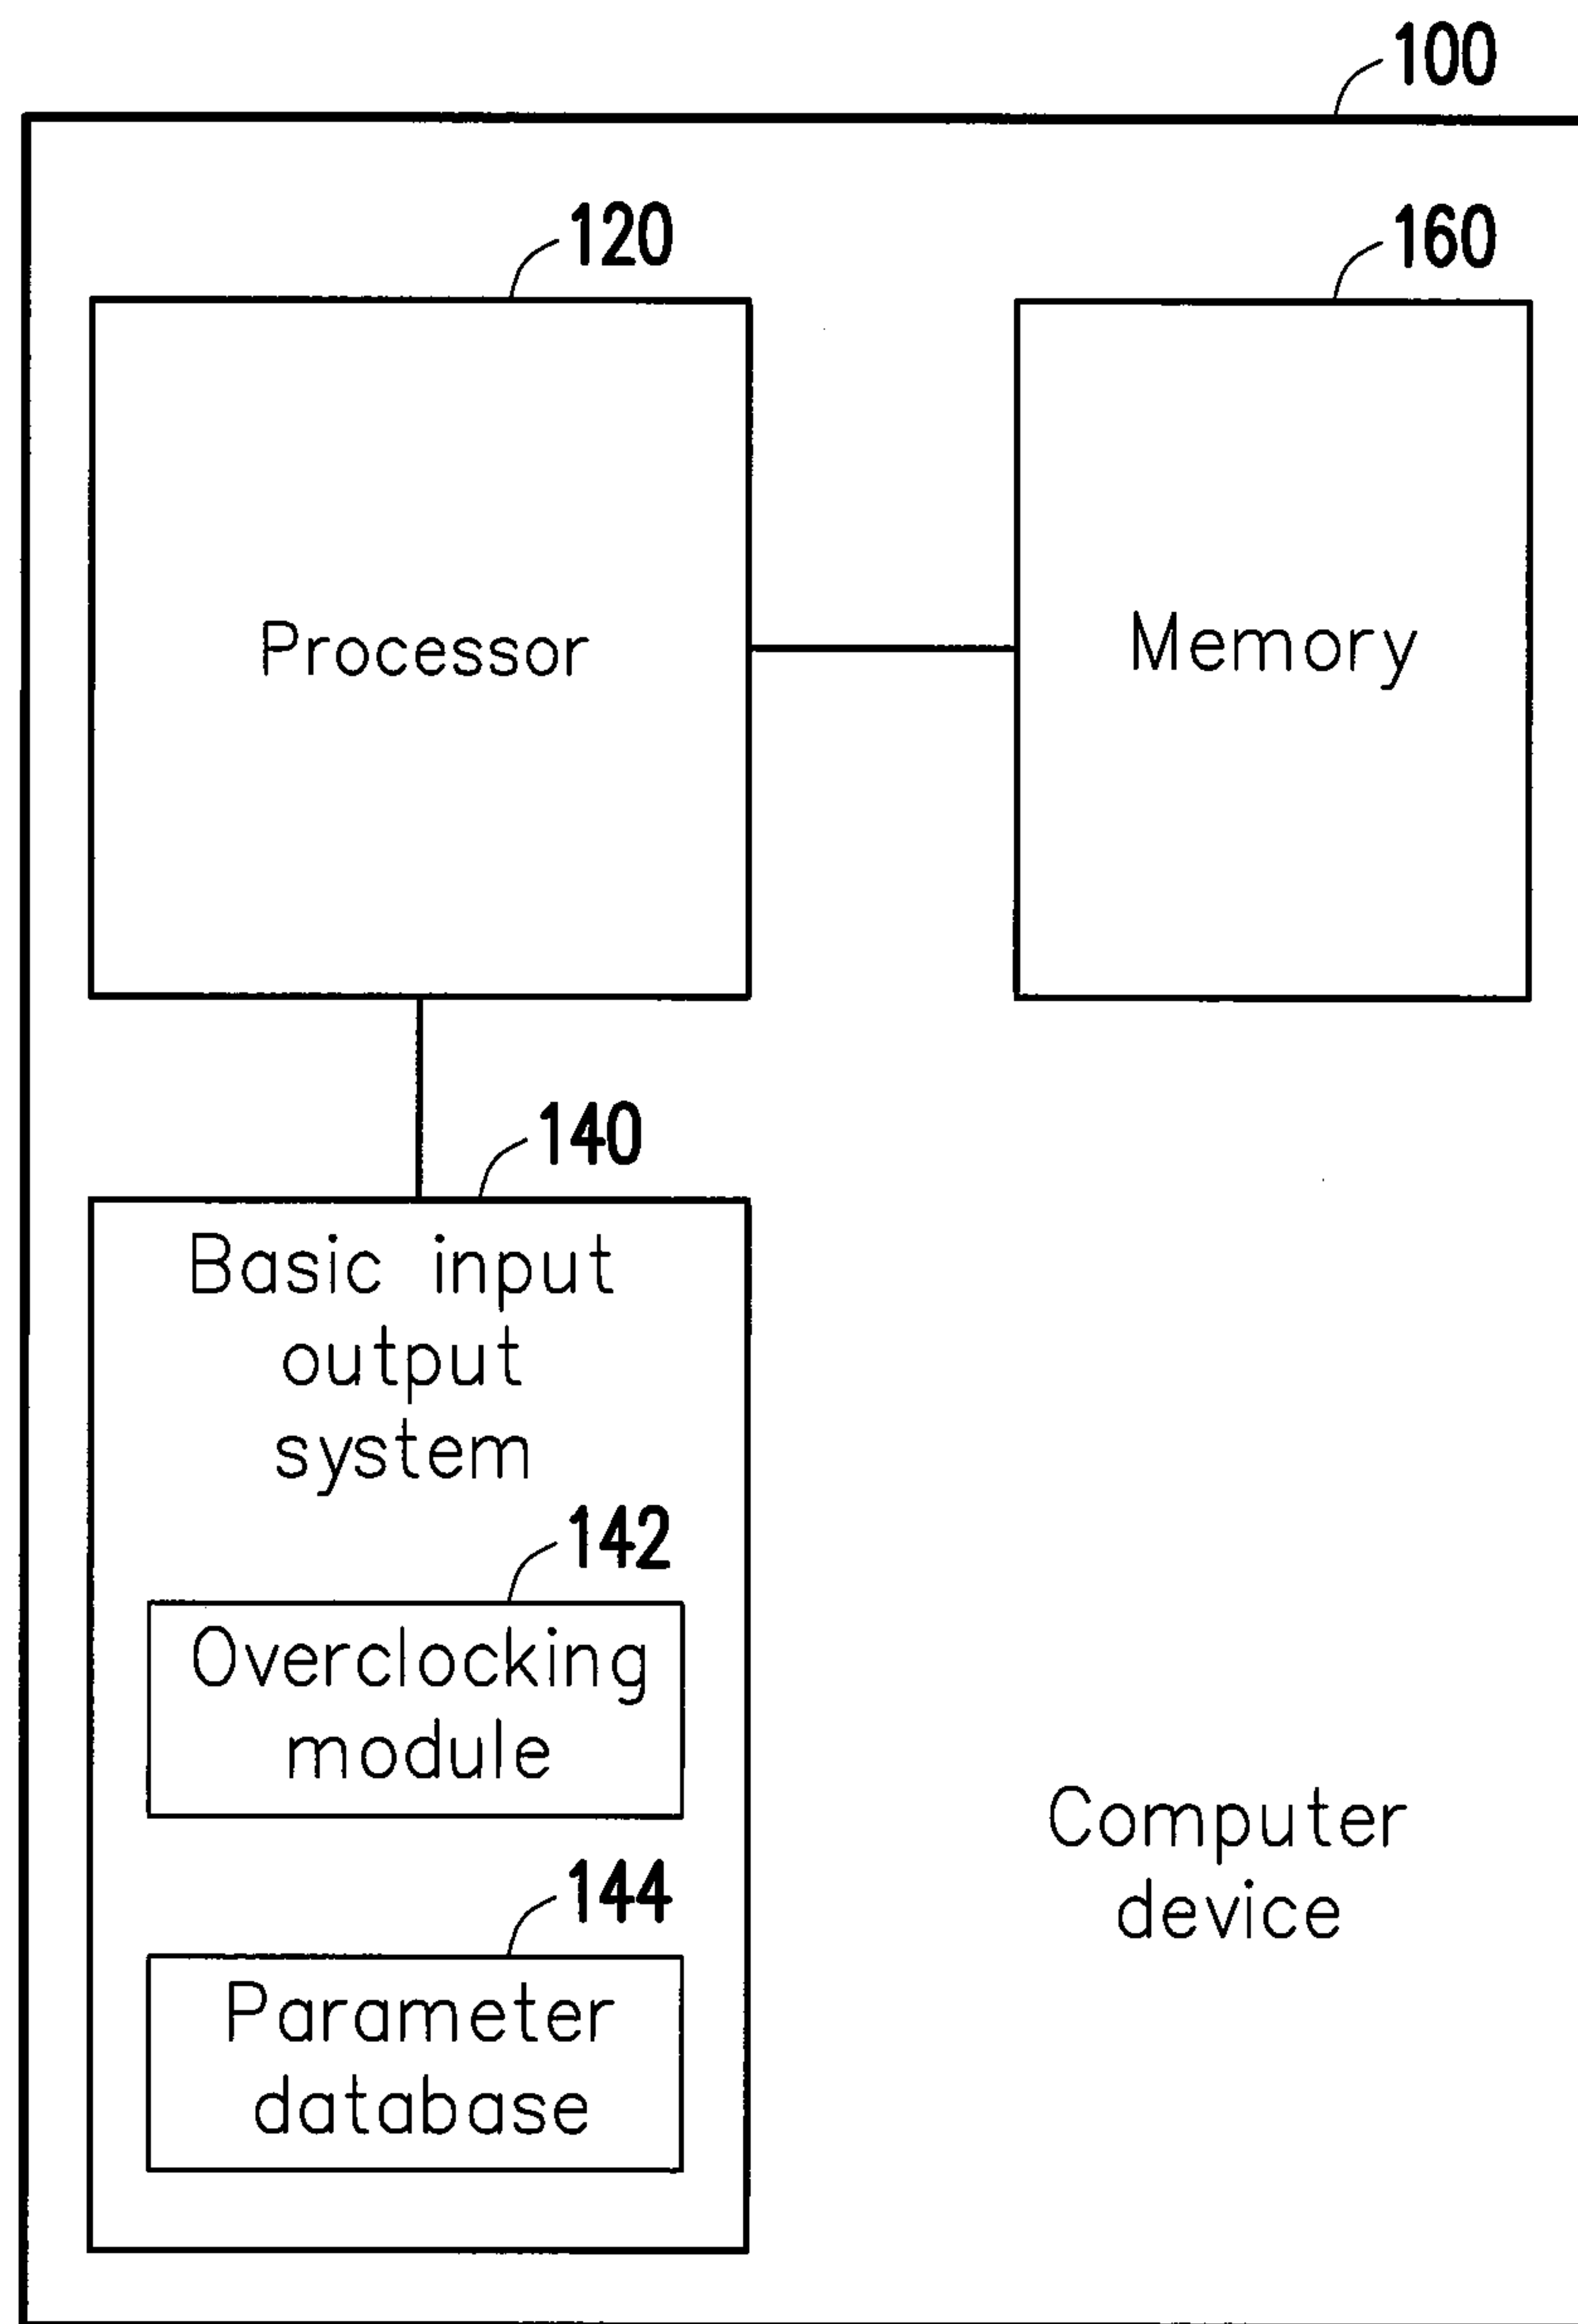 100
120
160
Processor
Memory
140
Basic input
output
system
142
Overclocking
module
144
Parameter
database
Computer
device